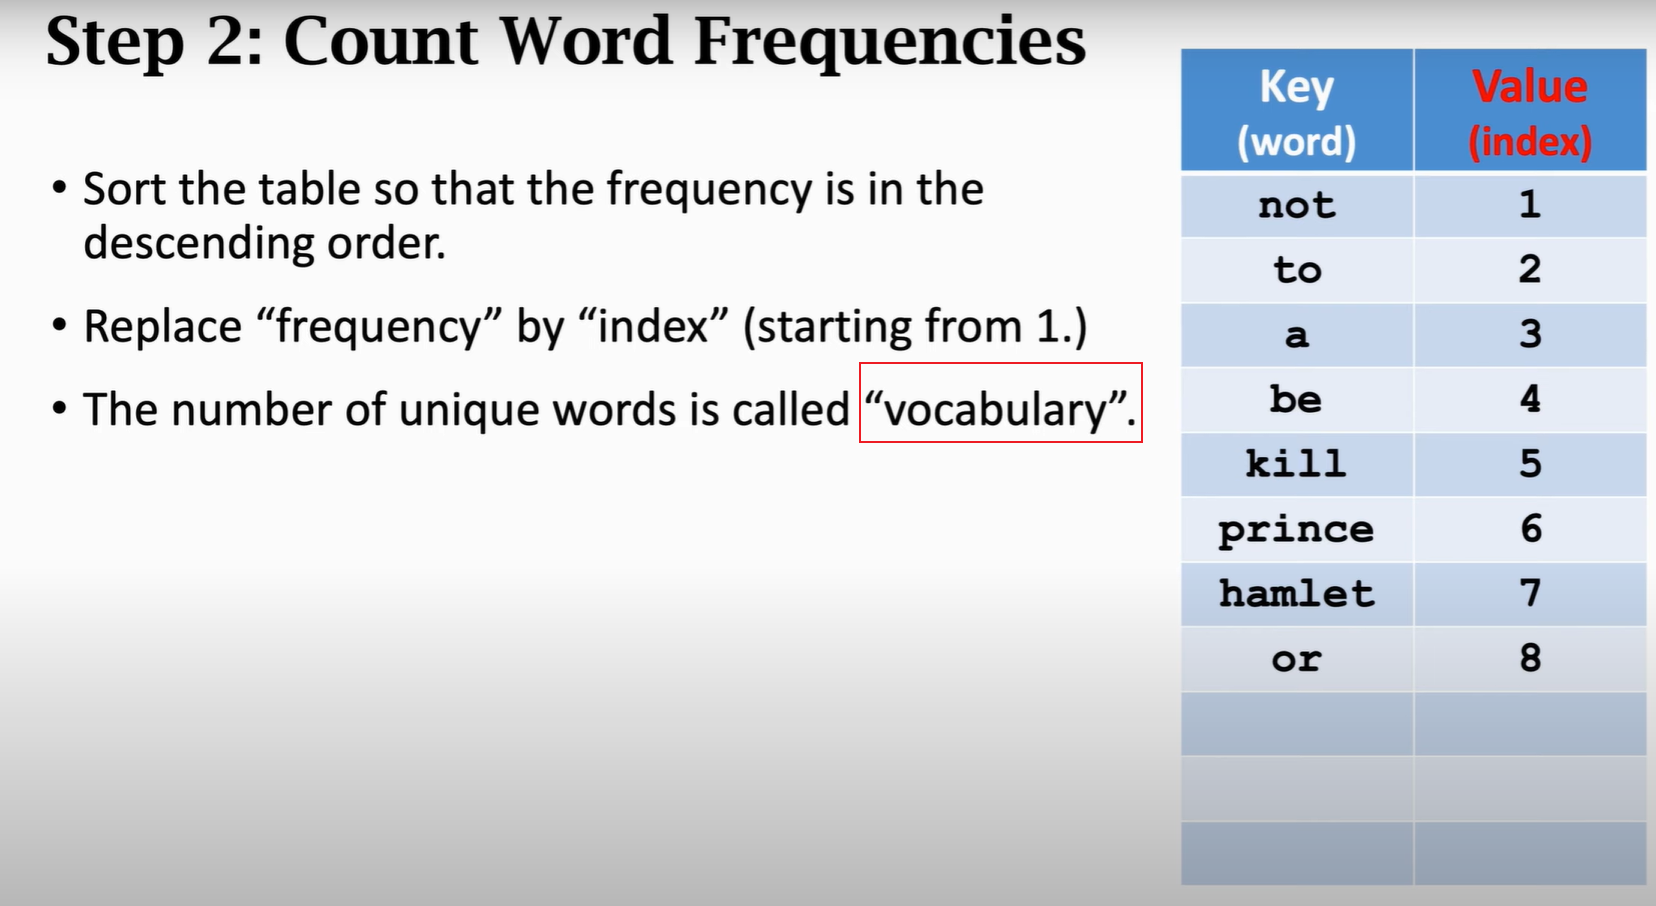 Step 2: Count Word Frequencies
• Sort the table so that the frequency is in the
descending order.
• Replace “frequency” by “index” (starting from 1.)
• The number of unique words is called “vocabulary”.
Key Value
(word) (index)
not 1
to 2
a 3
be 4
kill 5
prince 6
hamlet 7
or 8